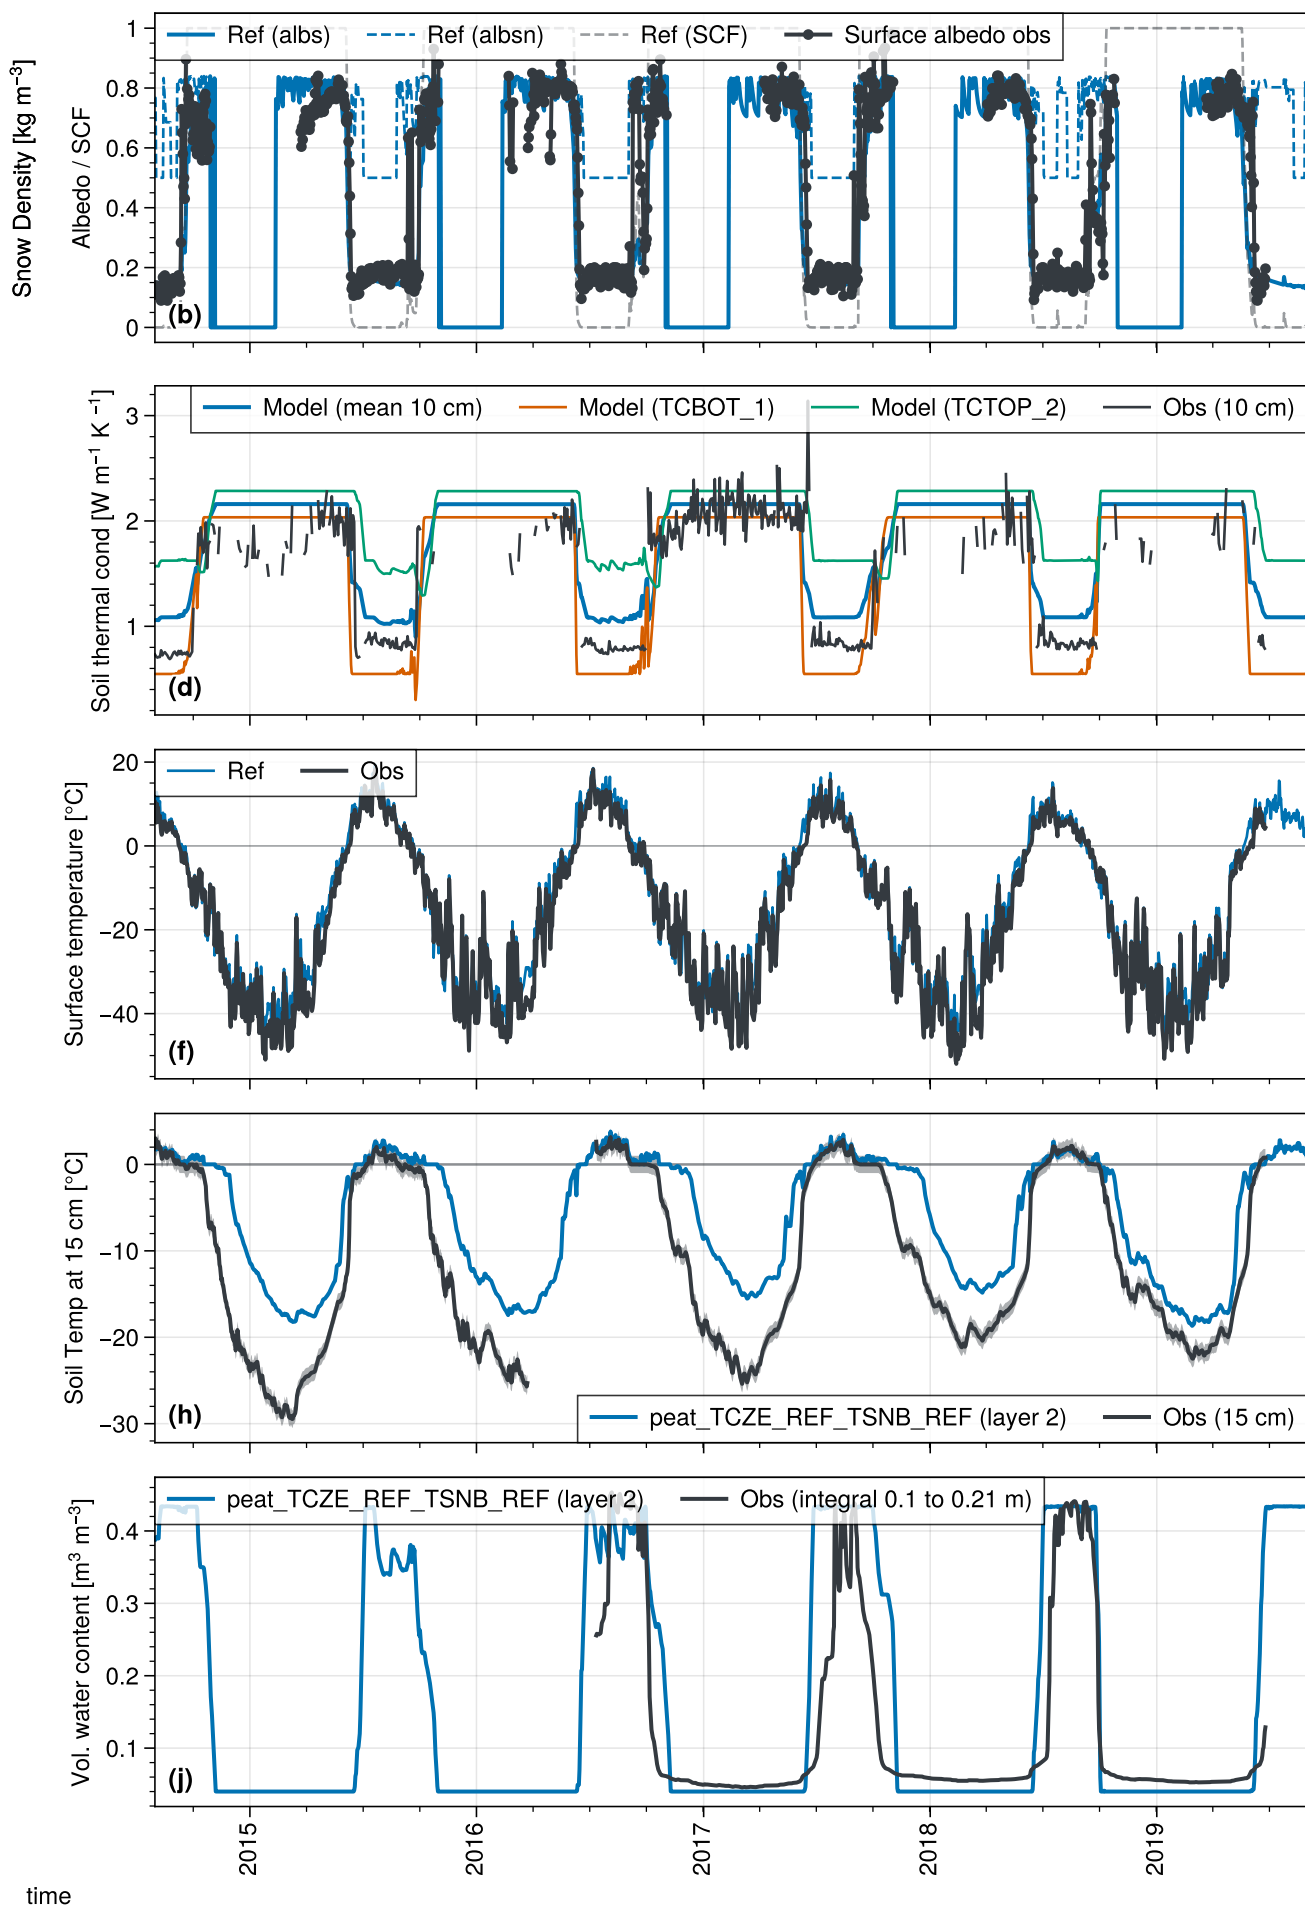 Snow Density [kg m⁻³]
Albedo / SCF
Ref (albs) Ref (albsn) Ref (SCF) Surface albedo obs
1
0.8
0.6
0.4
0.2
0
(b)
Soil thermal cond [W m⁻¹ K⁻¹]
Model (mean 10 cm) Model (TCBOT_1) Model (TCTOP_2) Obs (10 cm)
3
2
1
(d)
Surface temperature [°C]
Ref Obs
20
0
−20
−40
(f)
Soil Temp at 15 cm [°C]
0
−10
−20
−30
(h)
peat_TCZE_REF_TSNB_REF (layer 2) Obs (15 cm)
Vol. water content [m³ m⁻³]
peat_TCZE_REF_TSNB_REF (layer 2) Obs (integral 0.1 to 0.21 m)
0.4
0.3
0.2
0.1
(j)
2015 2016 2017 2018 2019
time